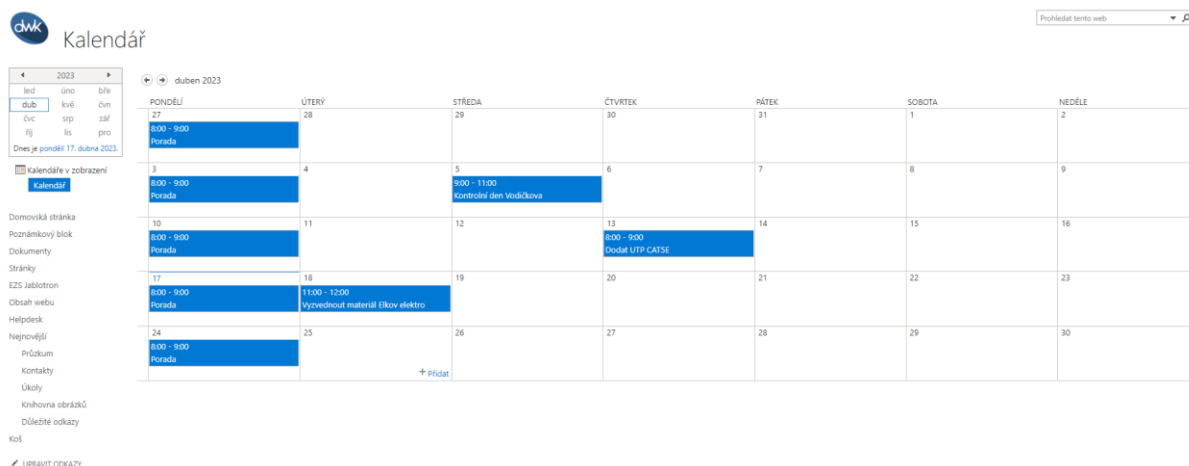 dwk
Kalendář
Prohledat tento web
2023
led úno bře
dub kvě čvn
čvc srp zář
říj lis pro
Dnes je pondělí 17. dubna 2023.
Kalendáře v zobrazení
Kalendář
Domovská stránka
Poznámkový blok
Dokumenty
Stránky
EZS Jablotron
Obsah webu
Helpdesk
Nejnovější
Průzkum
Kontakty
Úkoly
Knihovna obrázků
Důležité odkazy
Koš
UPRAVIT ODKAZY
duben 2023
PONDĚLÍ ÚTERÝ STŘEDA ČTVRTEK PÁTEK SOBOTA NEDĚLE
27 28 29 30 31 1 2
8:00 - 9:00
Porada
3 4 5 6 7 8 9
8:00 - 9:00 9:00 - 11:00
Porada Kontrolní den Vodičkova
10 11 12 13 14 15 16
8:00 - 9:00 8:00 - 9:00
Porada Dodat UTP CAT5E
17 18 19 20 21 22 23
8:00 - 9:00 11:00 - 12:00
Porada Vyzvednout materiál Elkov elektro
24 25 26 27 28 29 30
8:00 - 9:00
Porada
+ Přidat